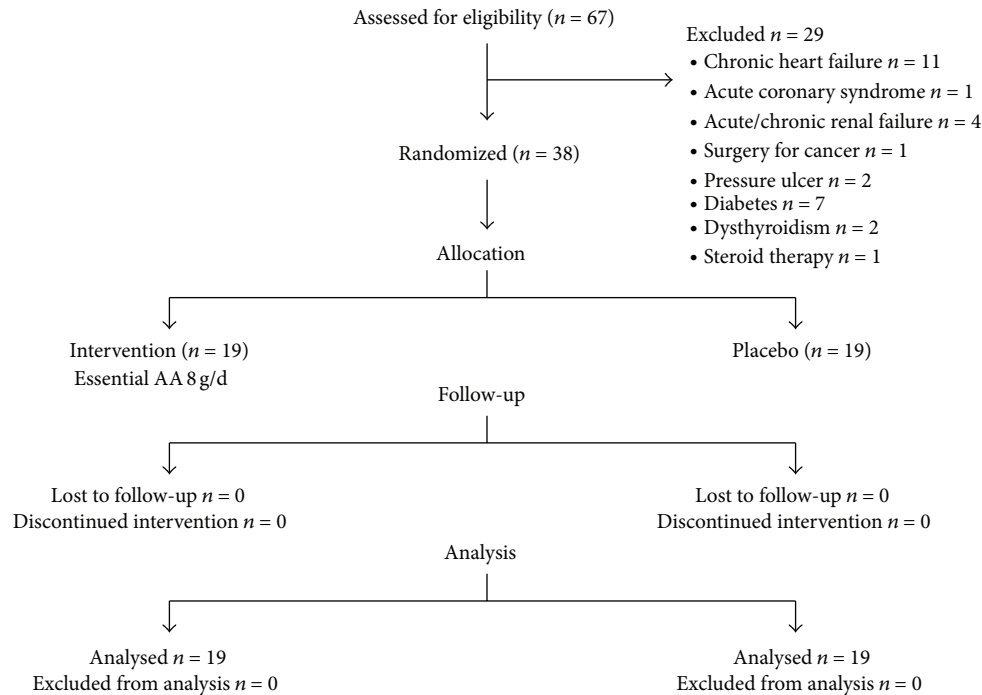 Assessed for eligibility (n = 67)
Excluded n = 29
• Chronic heart failure n = 11
• Acute coronary syndrome n = 1
• Acute/chronic renal failure n = 4
• Surgery for cancer n = 1
• Pressure ulcer n = 2
• Diabetes n = 7
• Dysthyroidism n = 2
• Steroid therapy n = 1
Randomized (n = 38)
Allocation
Intervention (n = 19)
Essential AA 8 g/d
Placebo (n = 19)
Follow-up
Lost to follow-up n = 0
Discontinued intervention n = 0
Lost to follow-up n = 0
Discontinued intervention n = 0
Analysis
Analysed n = 19
Excluded from analysis n = 0
Analysed n = 19
Excluded from analysis n = 0